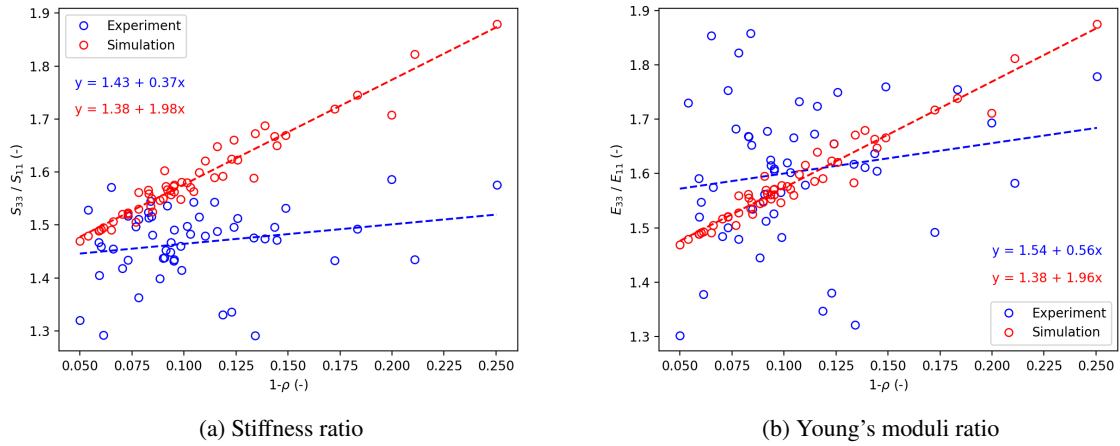 1.9
1.8
1.7
1.6
1.5
1.4
1.3
S33 / S11 (-)
Experiment
Simulation
y = 1.43 + 0.37x
y = 1.38 + 1.98x
0.050 0.075 0.100 0.125 0.150 0.175 0.200 0.225 0.250
1-ρ (-)
(a) Stiffness ratio
1.9
1.8
1.7
1.6
1.5
1.4
1.3
E33 / E11 (-)
y = 1.54 + 0.56x
y = 1.38 + 1.96x
Experiment
Simulation
0.050 0.075 0.100 0.125 0.150 0.175 0.200 0.225 0.250
1-ρ (-)
(b) Young's moduli ratio